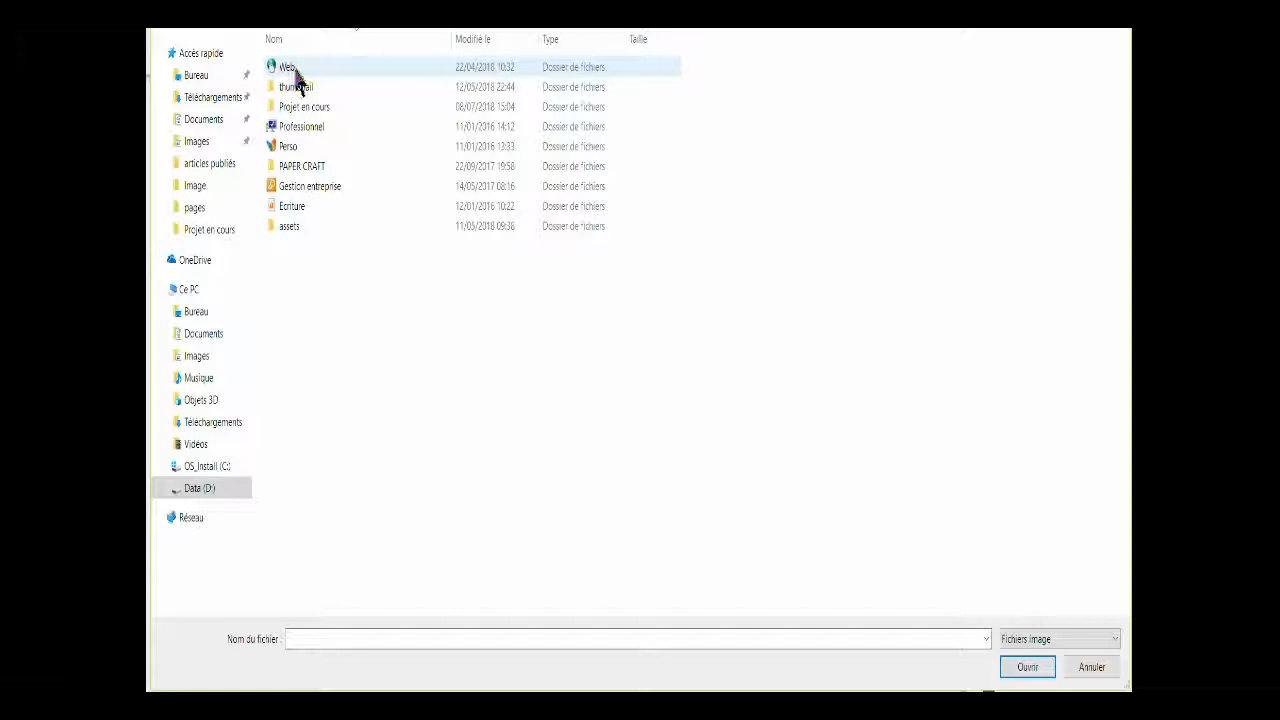 Nom Modifié le Type Taille
Accès rapide
Bureau
Téléchargements
Documents
Images
articles publiés
Image
pages
Projet en cours
OneDrive
Ce PC
Bureau
Documents
Images
Musique
Objets 3D
Téléchargements
Vidéos
OS_Install (C:)
Data (D:)
Réseau
Web 22/04/2018 10:32 Dossier de fichiers
12/05/2018 22:44 Dossier de fichiers
Projet en cours 08/07/2018 15:04 Dossier de fichiers
Professionnel 11/01/2016 14:12 Dossier de fichiers
Perso 11/01/2016 13:33 Dossier de fichiers
PAPER CRAFT 22/09/2017 19:58 Dossier de fichiers
Gestion entreprise 14/05/2017 08:16 Dossier de fichiers
Ecriture 12/01/2016 10:22 Dossier de fichiers
assets 11/05/2018 09:38 Dossier de fichiers
Nom du fichier : Fichiers image
Ouvrir Annuler